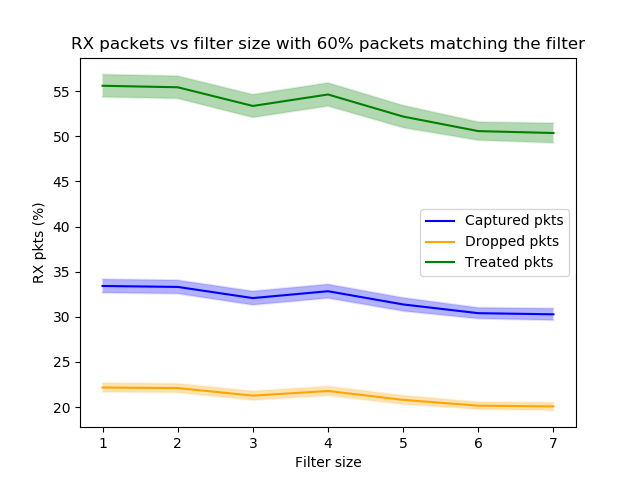 RX packets vs filter size with 60% packets matching the filter
RX pkts (%)
55
50
45
40
35
30
25
20
Captured pkts
Dropped pkts
Treated pkts
1 2 3 4 5 6 7
Filter size